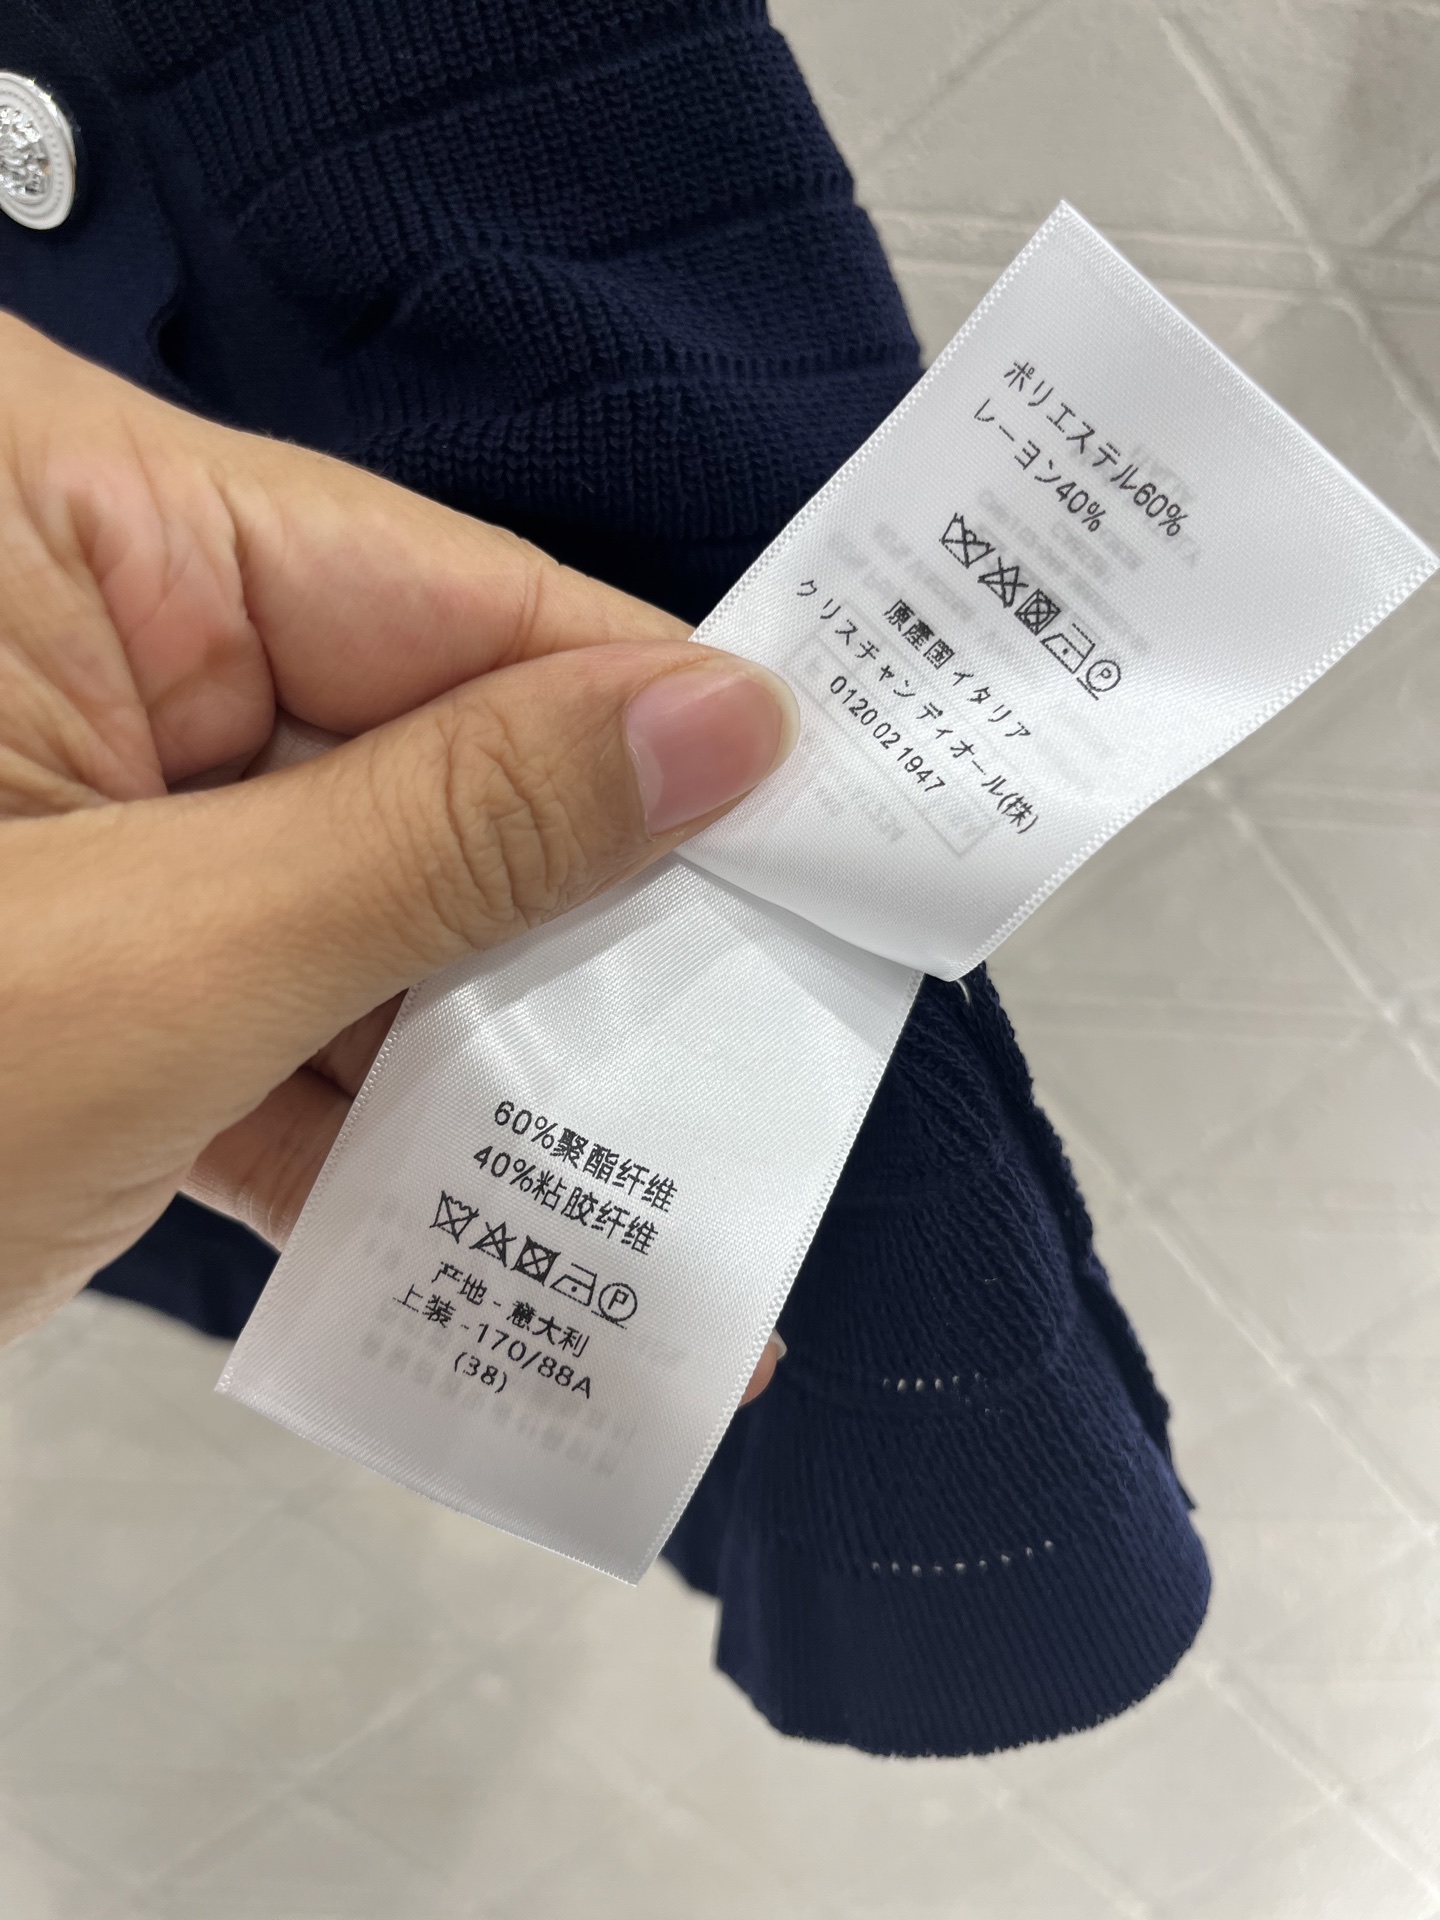 ポリエステル60%
レーヨン40%
P
原産国 イタリア
クリスチャン ディオール(株)
0120 02 1947
60%聚酯纤维
40%粘胶纤维
P
产地 - 意大利
上装 -170/88A
(38)